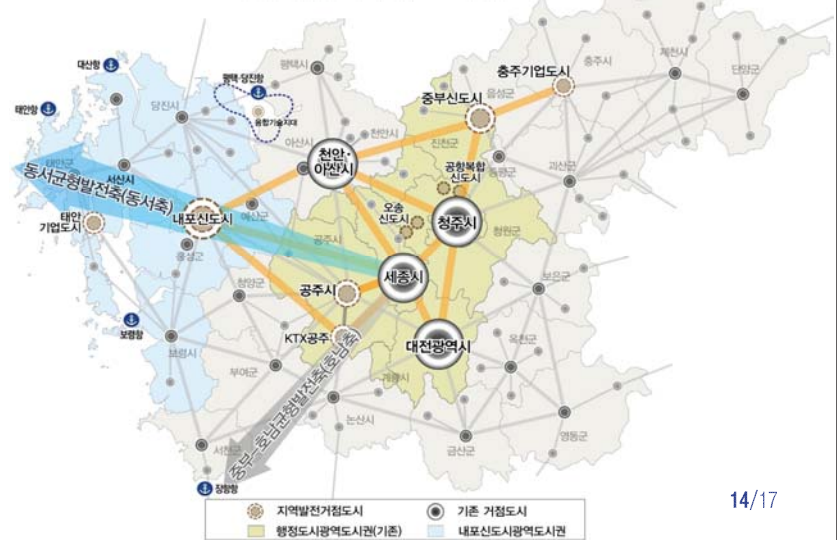 제천시
단양군
충주시
충주기업도시
음성군
중부신도시
평택시
평택·당진항
융합기술지대
대산항
태안항
당진시
아산시
천안시
천안·
아산시
진천군
증평군
괴산군
공항복합
신도시
오송
신도시
청주시
청원군
태안군
서산시
동서균형발전축(동서축)
내포신도시
예산군
태안
기업도시
홍성군
공주시
세종시
보은군
청양군
공주시
KTX공주
대전광역시
보령항
보령시
부여군
계룡시
옥천군
논산시
영동군
금산군
서천군
중부-호남균형발전축(호남축)
장항항
지역발전거점도시
기존 거점도시
행정도시광역도시권(기존)
내포신도시광역도시권
14/17